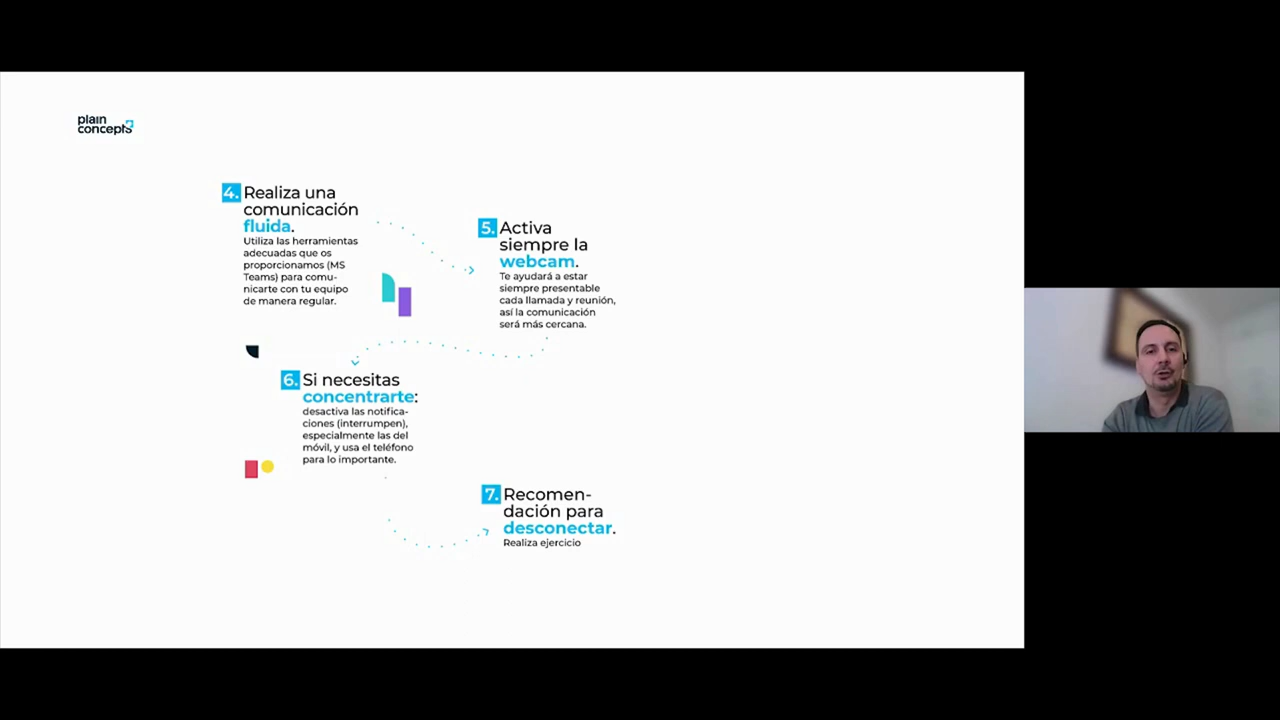 plain
concepts
4. Realiza una
comunicación
fluida.
Utiliza las herramientas
adecuadas que os
proporcionamos (MS
Teams) para comu-
nicarte con tu equipo
de manera regular.
5. Activa
siempre la
webcam.
Te ayudará a estar
siempre presentable
cada llamada y reunión,
así la comunicación
será más cercana.
6. Si necesitas
concentrarte:
desactiva las notifica-
ciones (interrumpen),
especialmente las del
móvil, y usa el teléfono
para lo importante.
7. Recomen-
dación para
desconectar.
Realiza ejercicio